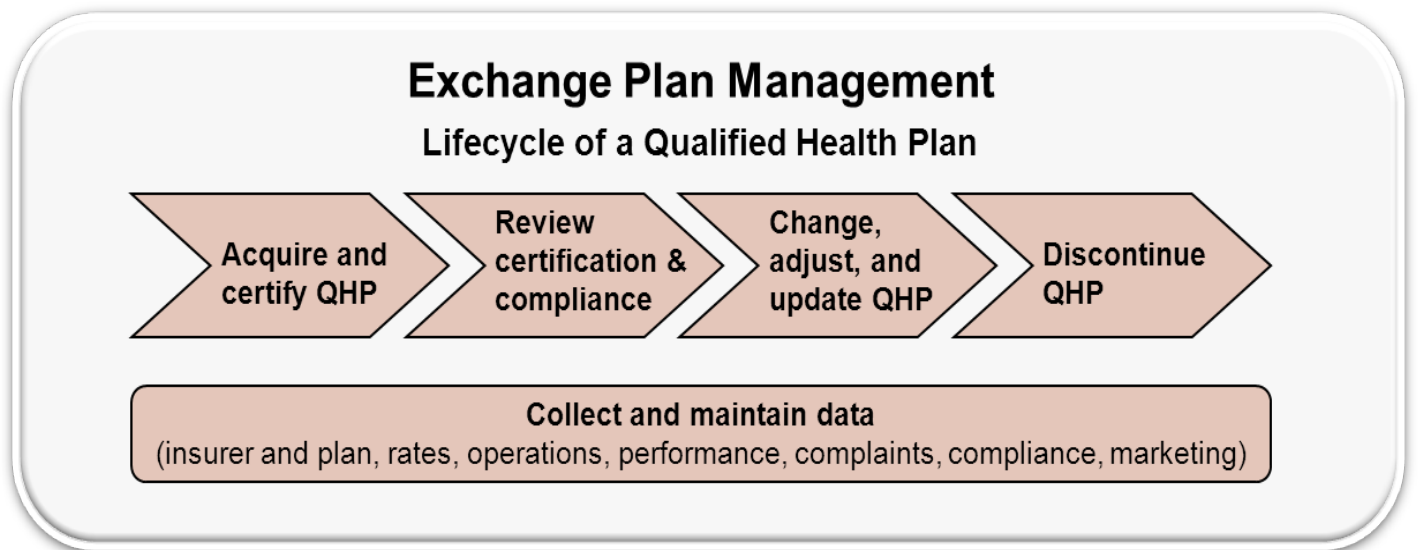 Exchange Plan Management
Lifecycle of a Qualified Health Plan
Acquire and
certify QHP
Review
certification &
compliance
Change,
adjust, and
update QHP
Discontinue
QHP
Collect and maintain data
(insurer and plan, rates, operations, performance, complaints, compliance, marketing)